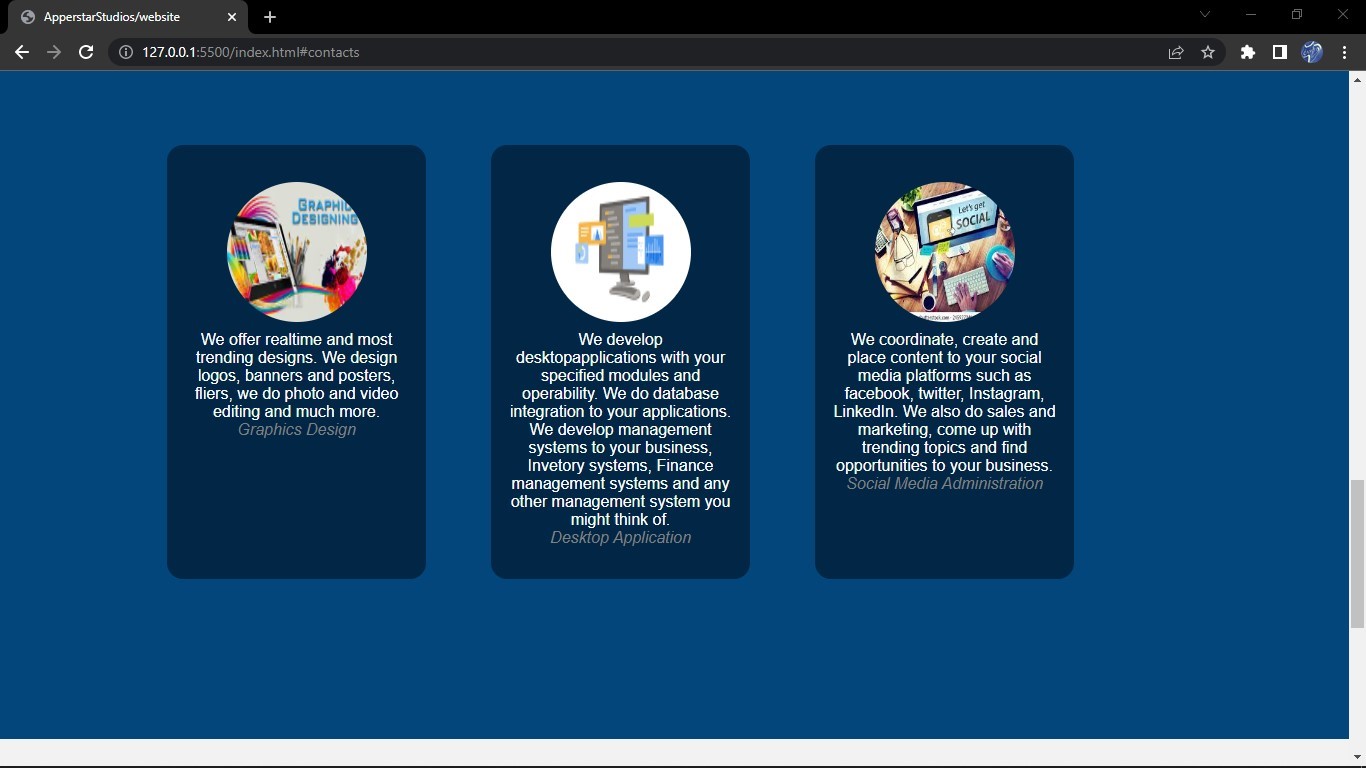 ApperstarStudios/website
127.0.0.1:5500/index.html#contacts
GRAPHIC
DESIGNING
We offer realtime and most
trending designs. We design
logos, banners and posters,
fliers, we do photo and video
editing and much more.
Graphics Design
We develop
desktopapplications with your
specified modules and
operability. We do database
integration to your applications.
We develop management
systems to your business,
Invetory systems, Finance
management systems and any
other management system you
might think of.
Desktop Application
Let's get
SOCIAL
We coordinate, create and
place content to your social
media platforms such as
facebook, twitter, Instagram,
LinkedIn. We also do sales and
marketing, come up with
trending topics and find
opportunities to your business.
Social Media Administration